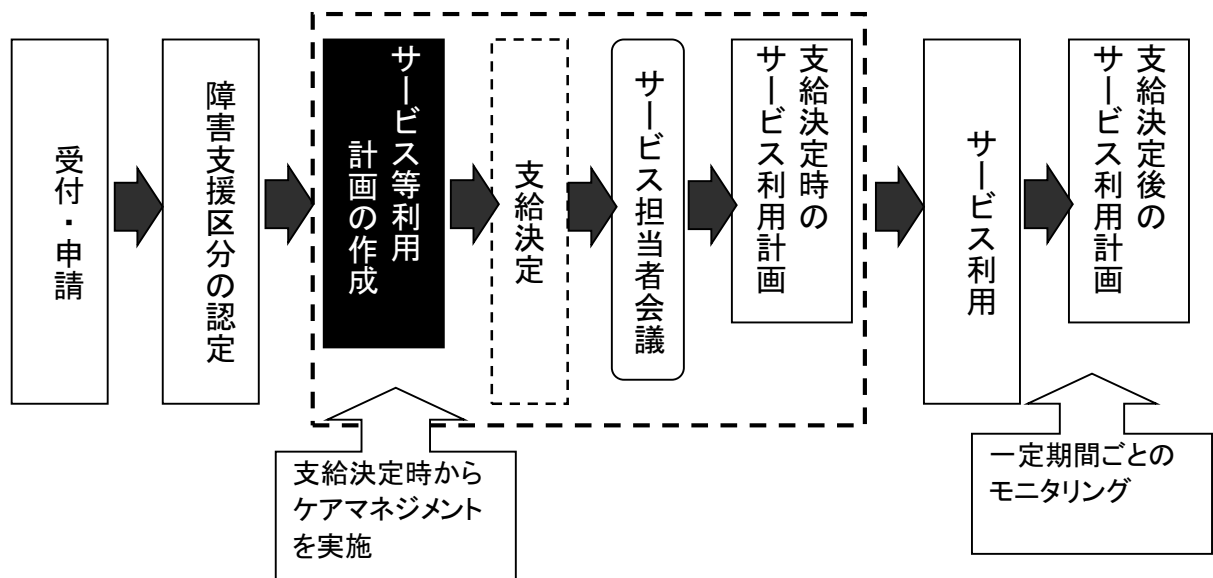 受付・申請
障害支援区分の認定
サービス等利用
計画の作成
支給決定
サービス担当者会議
支給決定時の
サービス利用計画
サービス利用
支給決定後の
サービス利用計画
支給決定時から
ケアマネジメント
を実施
一定期間ごとの
モニタリング